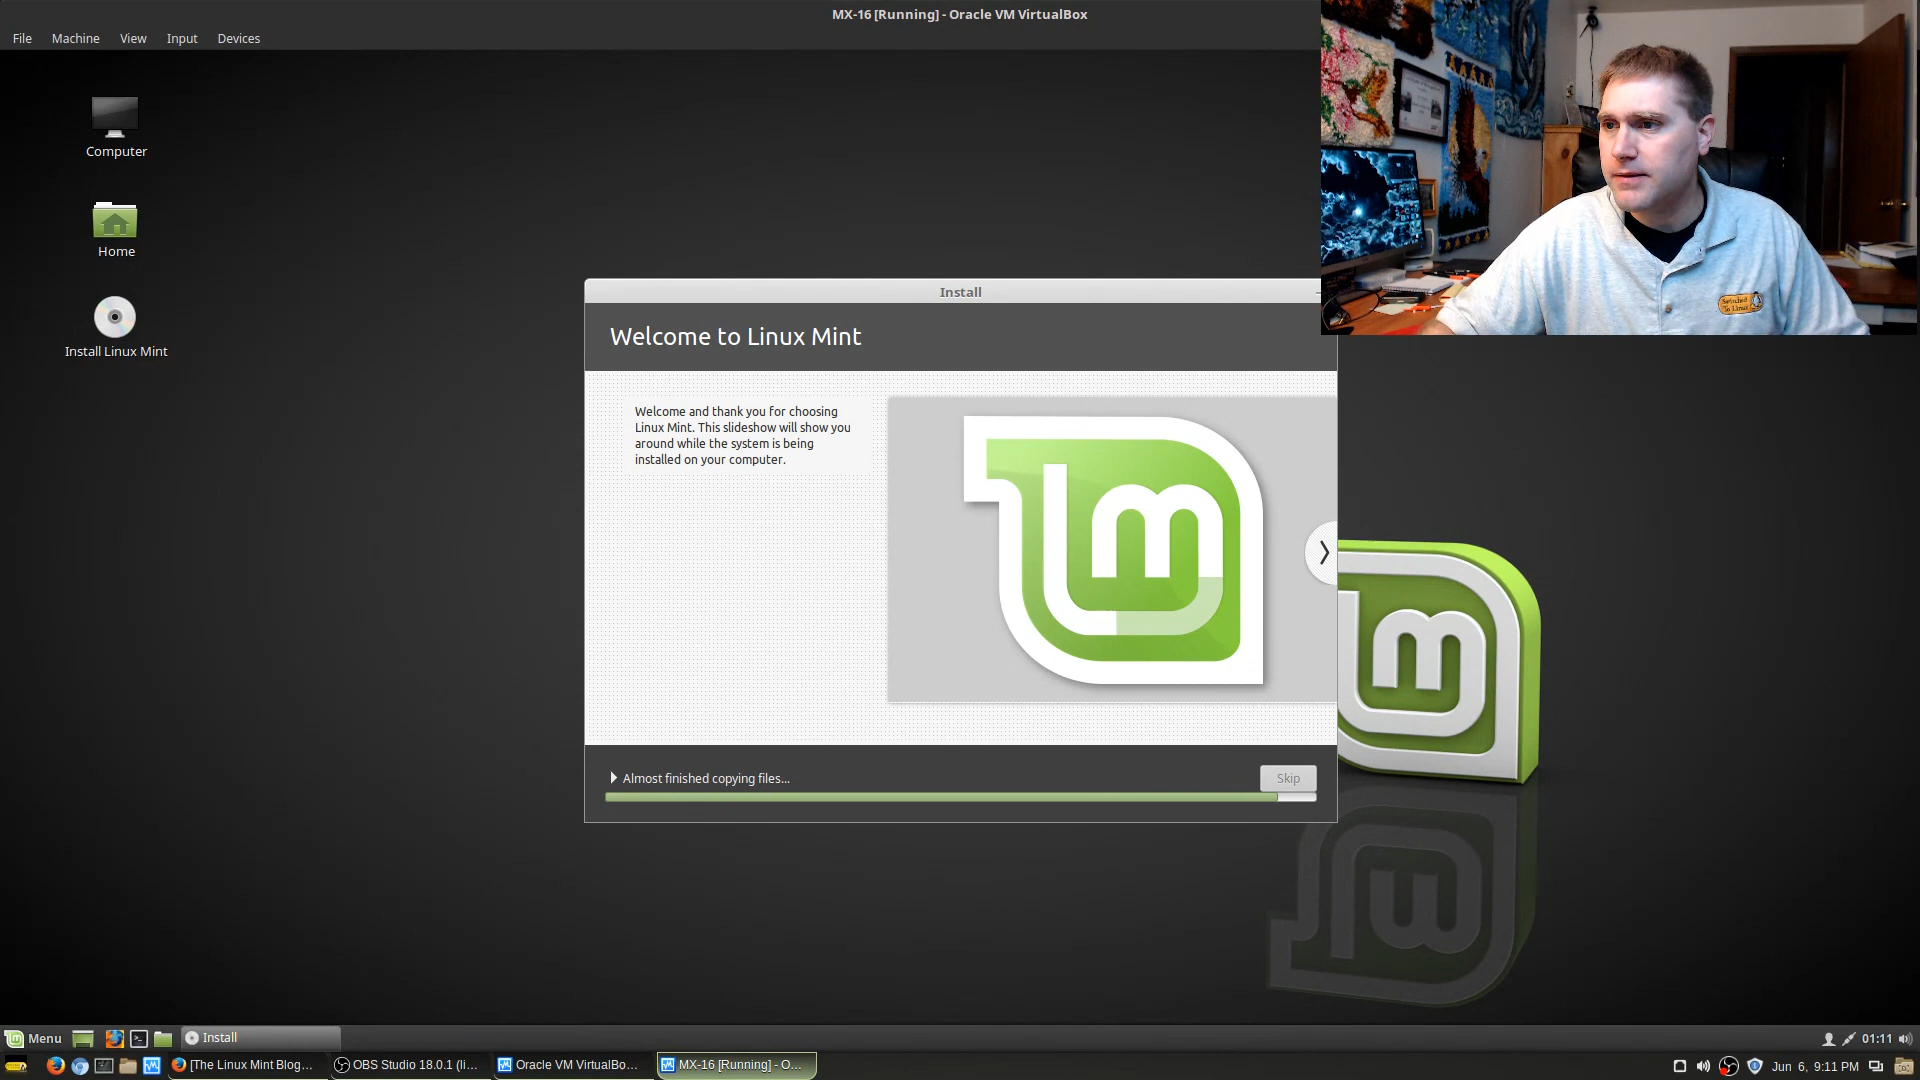 MX-16 [Running] - Oracle VM VirtualBox
File Machine View Input Devices
Computer
Home
Install Linux Mint
Install
Welcome to Linux Mint
Welcome and thank you for choosing
Linux Mint. This slideshow will show you
around while the system is being
installed on your computer.
Almost finished copying files...
Skip
Switched
To Linux
Menu
Install
01:11
[The Linux Mint Blog...
OBS Studio 18.0.1 (li...
Oracle VM VirtualBo...
MX-16 [Running] - O...
Jun 6, 9:11 PM